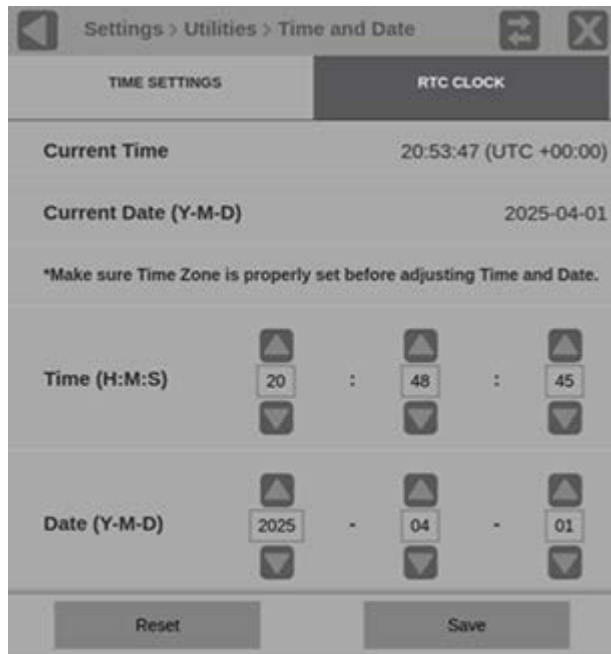 Settings > Utilities > Time and Date
TIME SETTINGS RTC CLOCK
Current Time 20:53:47 (UTC +00:00)
Current Date (Y-M-D) 2025-04-01
*Make sure Time Zone is properly set before adjusting Time and Date.
Time (H:M:S) 20 : 48 : 45
Date (Y-M-D) 2025 - 04 - 01
Reset Save